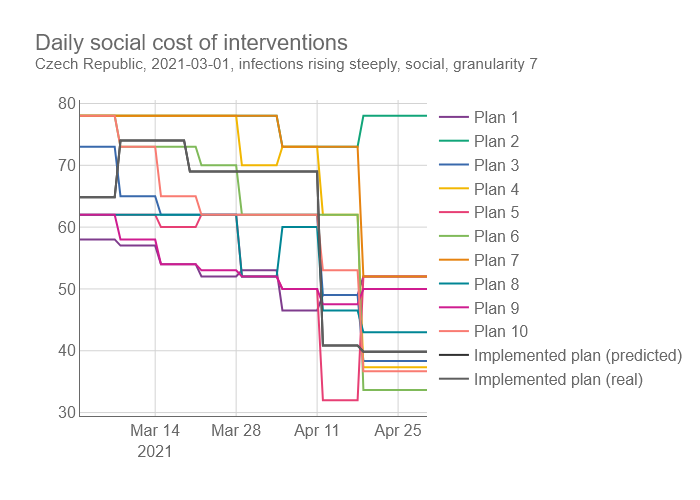 Daily social cost of interventions
Czech Republic, 2021-03-01, infections rising steeply, social, granularity 7
80
70
60
50
40
30
Mar 14
2021
Mar 28
Apr 11
Apr 25
Plan 1
Plan 2
Plan 3
Plan 4
Plan 5
Plan 6
Plan 7
Plan 8
Plan 9
Plan 10
Implemented plan (predicted)
Implemented plan (real)